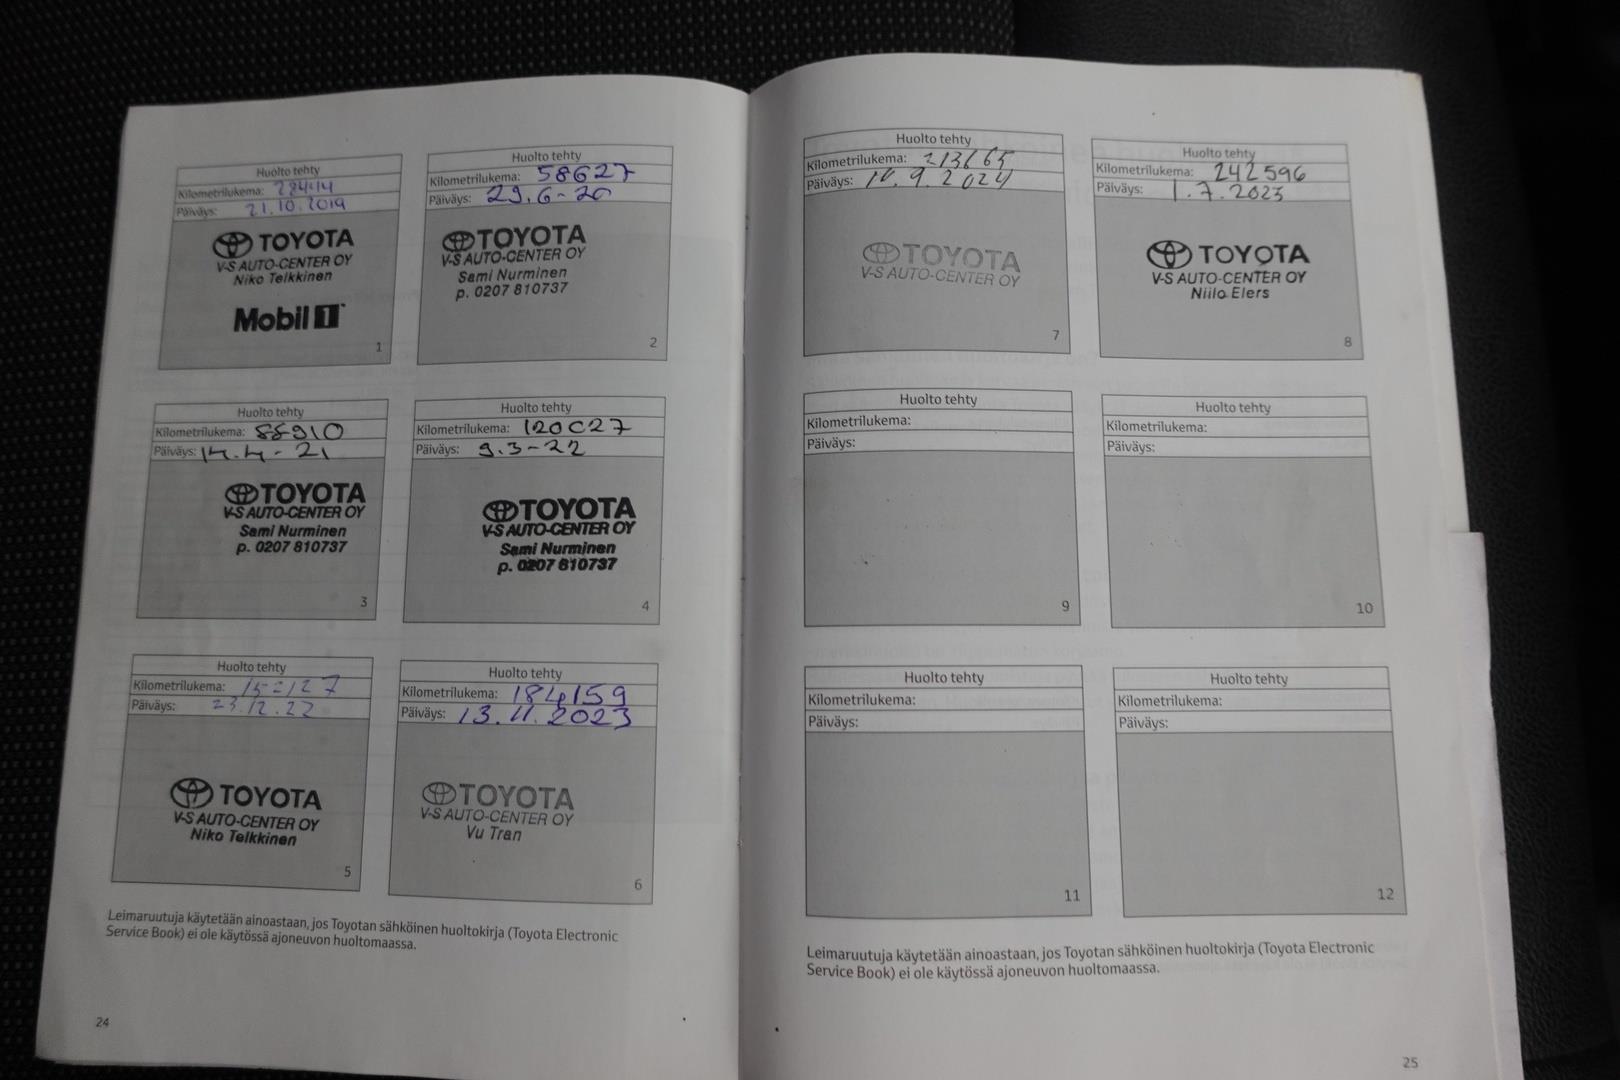 Huolto tehty
Kilometrilukema: 28414
Päiväys: 21.10.2019
TOYOTA
V-S AUTO-CENTER OY
Niko Telkkinen
Mobil 1
1
Huolto tehty
Kilometrilukema: 58627
Päiväys: 29.6-20
TOYOTA
V-S AUTO-CENTER OY
Sami Nurminen
p. 0207 810737
2
Huolto tehty
Kilometrilukema: 88910
Päiväys: 14.4-21
TOYOTA
V-S AUTO-CENTER OY
Sami Nurminen
p. 0207 810737
3
Huolto tehty
Kilometrilukema: 120027
Päiväys: 9.3-22
TOYOTA
V-S AUTO-CENTER OY
Sami Nurminen
p. 0207 810737
4
Huolto tehty
Kilometrilukema:
Päiväys: 23.12.22
TOYOTA
V-S AUTO-CENTER OY
Niko Telkkinen
5
Huolto tehty
Kilometrilukema: 184159
Päiväys: 13.11.2023
TOYOTA
V-S AUTO-CENTER OY
Vu Tran
6
Leimaruutuja käytetään ainoastaan, jos Toyotan sähköinen huoltokirja (Toyota Electronic
Service Book) ei ole käytössä ajoneuvon huoltomaassa.
24
Huolto tehty
Kilometrilukema: 213165
Päiväys: 10.9.2024
TOYOTA
V-S AUTO-CENTER OY
7
Huolto tehty
Kilometrilukema: 242596
Päiväys: 1.7.2025
TOYOTA
V-S AUTO-CENTER OY
Niilo Elers
8
Huolto tehty
Kilometrilukema:
Päiväys:
9
Huolto tehty
Kilometrilukema:
Päiväys:
10
Huolto tehty
Kilometrilukema:
Päiväys:
11
Huolto tehty
Kilometrilukema:
Päiväys:
12
Leimaruutuja käytetään ainoastaan, jos Toyotan sähköinen huoltokirja (Toyota Electronic
Service Book) ei ole käytössä ajoneuvon huoltomaassa.
25